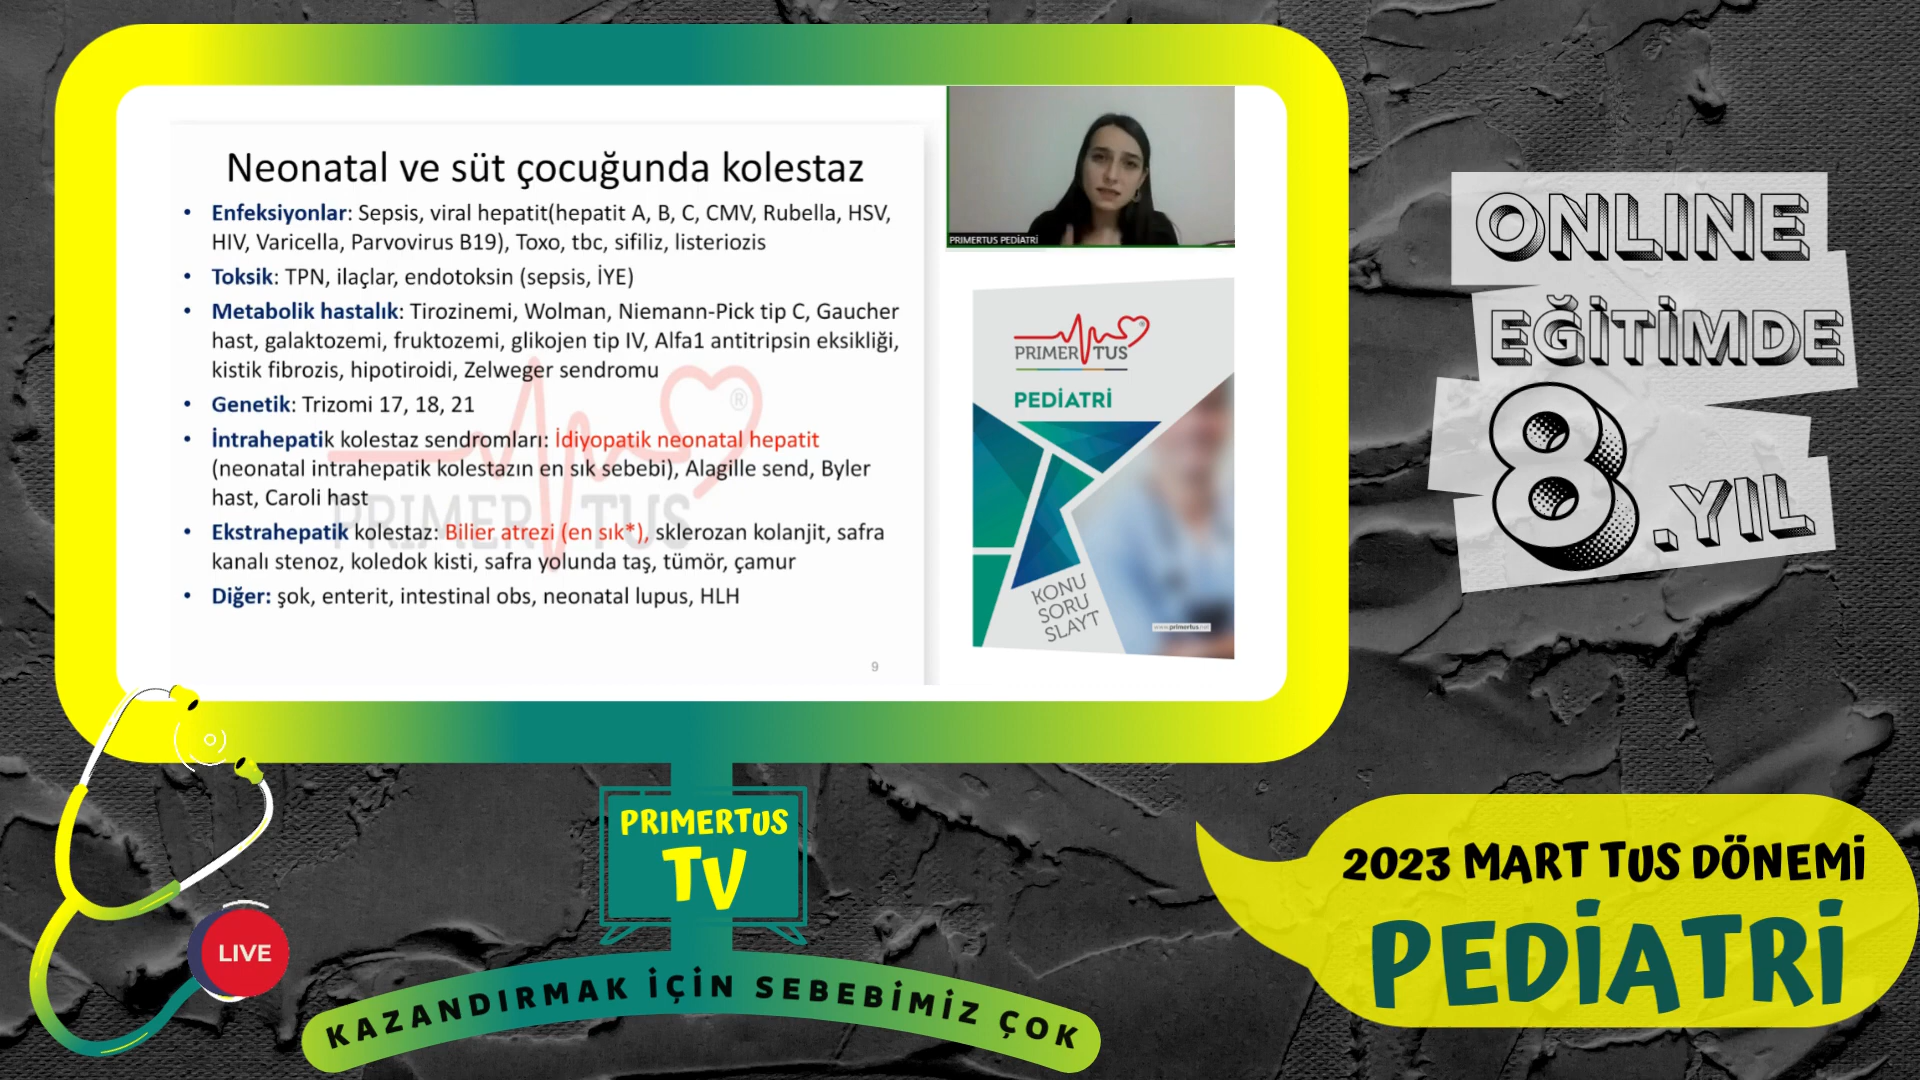 Neonatal ve süt çocuğunda kolestaz
• Enfeksiyonlar: Sepsis, viral hepatit(hepatit A, B, C, CMV, Rubella, HSV,
HIV, Varicella, Parvovirus B19), Toxo, tbc, sifiliz, listeriozis
• Toksik: TPN, ilaçlar, endotoksin (sepsis, İYE)
• Metabolik hastalık: Tirozinemi, Wolman, Niemann-Pick tip C, Gaucher
hast, galaktozemi, fruktozemi, glikojen tip IV, Alfa1 antitripsin eksikliği,
kistik fibrozis, hipotiroidi, Zelweger sendromu
• Genetik: Trizomi 17, 18, 21
• İntrahepatik kolestaz sendromları: İdiyopatik neonatal hepatit
(neonatal intrahepatik kolestazın en sık sebebi), Alagille send, Byler
hast, Caroli hast
• Ekstrahepatik kolestaz: Bilier atrezi (en sık*), sklerozan kolanjit, safra
kanalı stenoz, koledok kisti, safra yolunda taş, tümör, çamur
• Diğer: şok, enterit, intestinal obs, neonatal lupus, HLH
9
PRIMER TUS ®
PRIMERTUS PEDİATRİ
PRIMER TUS ®
PEDİATRİ
KONU
SORU
SLAYT
www.primertus.net
ONLINE
EĞİTİMDE
8.YIL
PRIMERTUS
TV
LIVE
KAZANDIRMAK İÇİN SEBEBİMİZ ÇOK
2023 MART TUS DÖNEMİ
PEDİATRİ